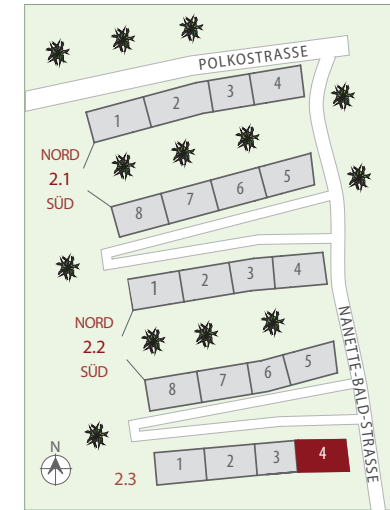 POLKOSTRASSE
1 2 3 4
NORD
2.1
SÜD
8 7 6 5
1 2 3 4
NORD
2.2
SÜD
8 7 6 5
NANETTE-BALD-STRASSE
N
2.3
1 2 3 4